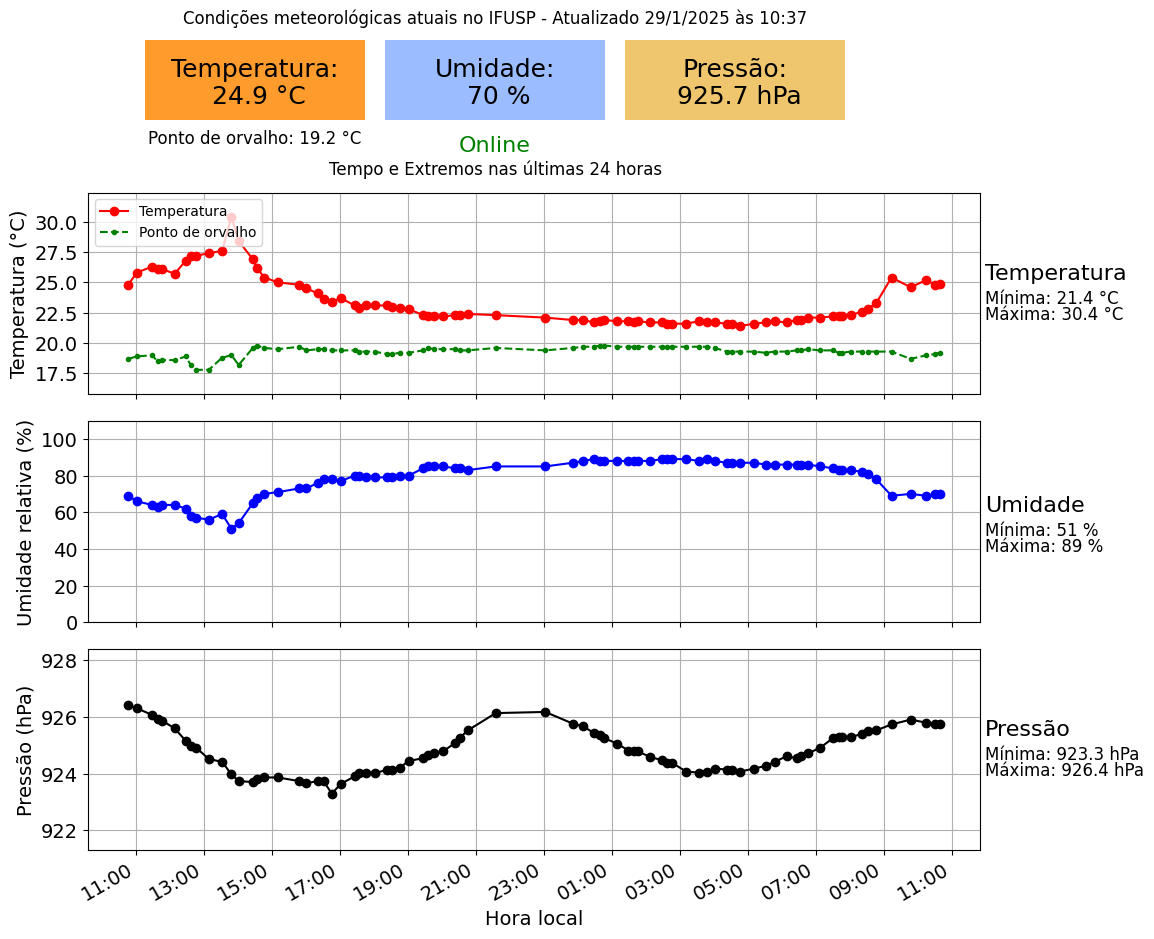 Condições meteorológicas atuais no IFUSP - Atualizado 29/1/2025 às 10:37
Temperatura:
24.9 °C
Umidade:
70 %
Pressão:
925.7 hPa
Ponto de orvalho: 19.2 °C
Online
Tempo e Extremos nas últimas 24 horas
Temperatura (°C)
30.0
27.5
25.0
22.5
20.0
17.5
Temperatura
Ponto de orvalho
Temperatura
Mínima: 21.4 °C
Máxima: 30.4 °C
Umidade relativa (%)
100
80
60
40
20
0
Umidade
Mínima: 51 %
Máxima: 89 %
Pressão (hPa)
928
926
924
922
Pressão
Mínima: 923.3 hPa
Máxima: 926.4 hPa
11:00 13:00 15:00 17:00 19:00 21:00 23:00 01:00 03:00 05:00 07:00 09:00 11:00
Hora local